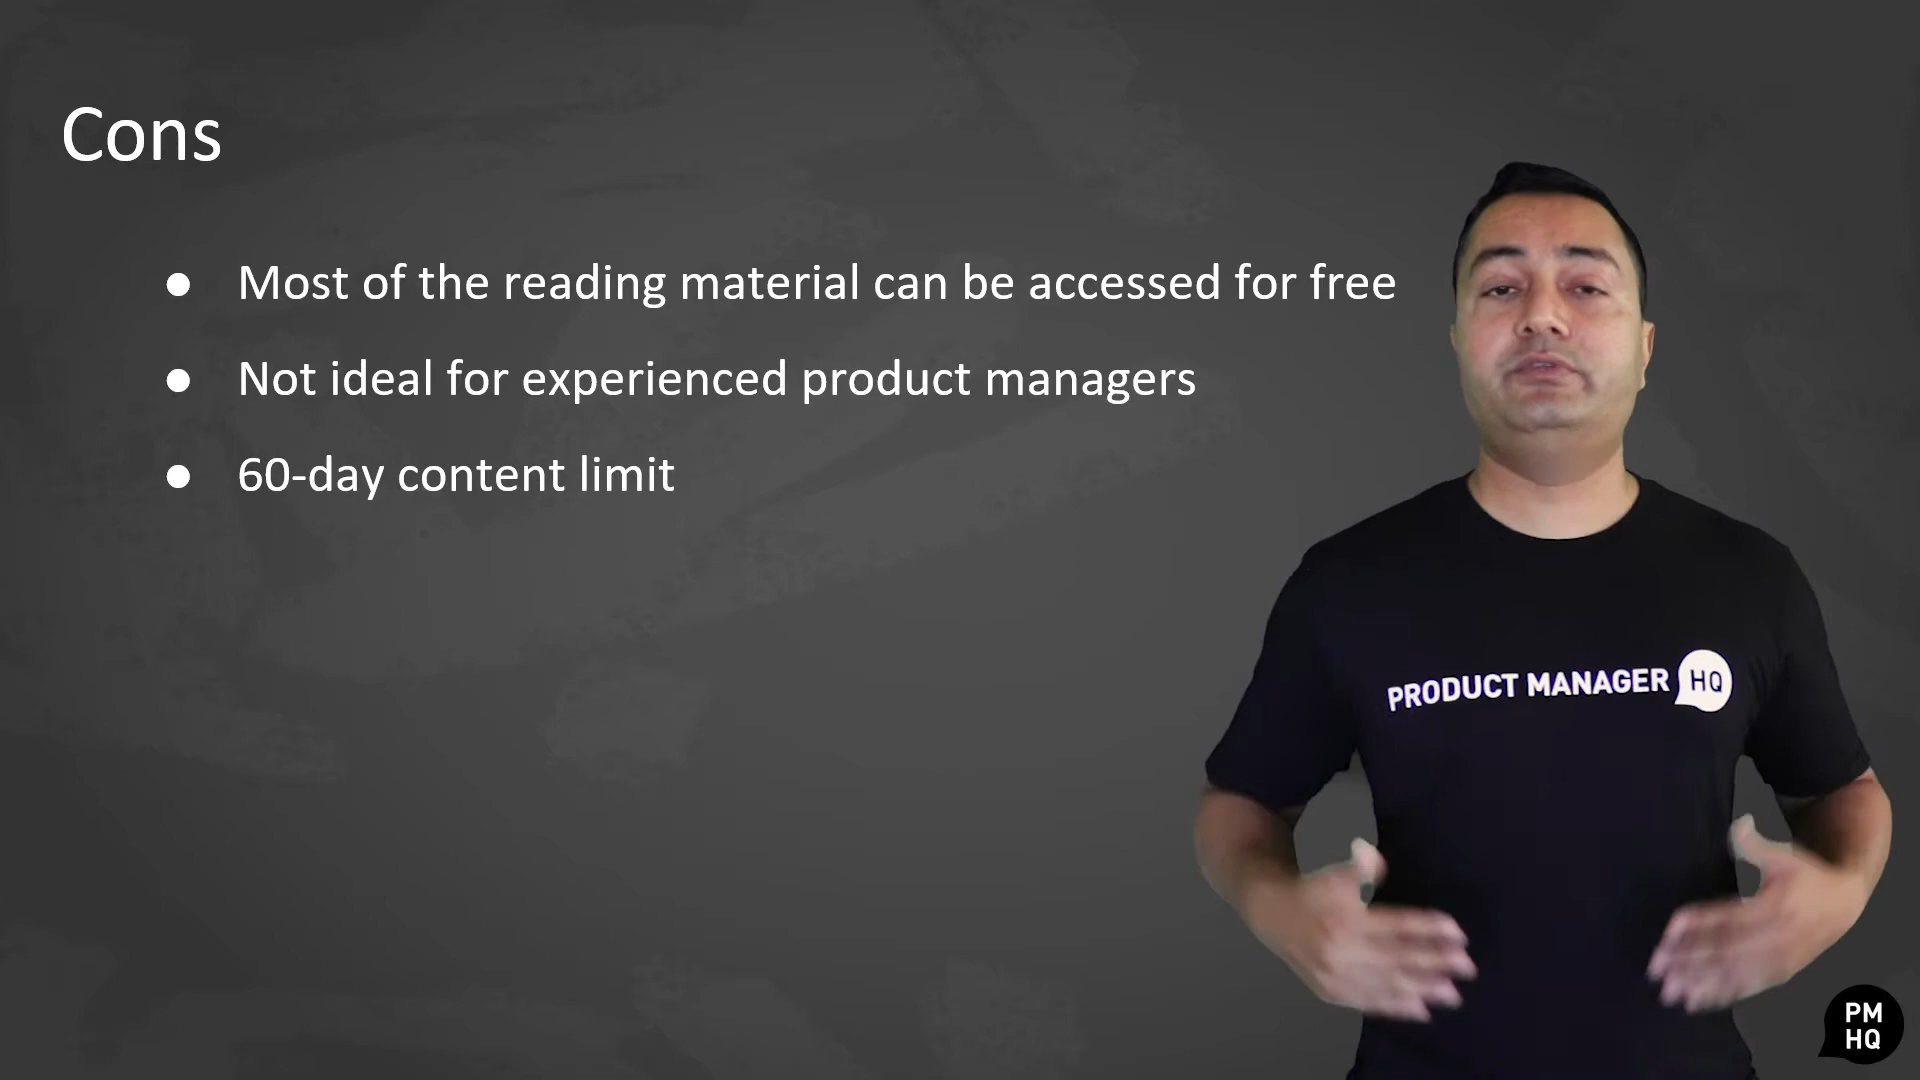 Cons
● Most of the reading material can be accessed for free
● Not ideal for experienced product managers
● 60-day content limit
PRODUCT MANAGER HQ
PM
HQ